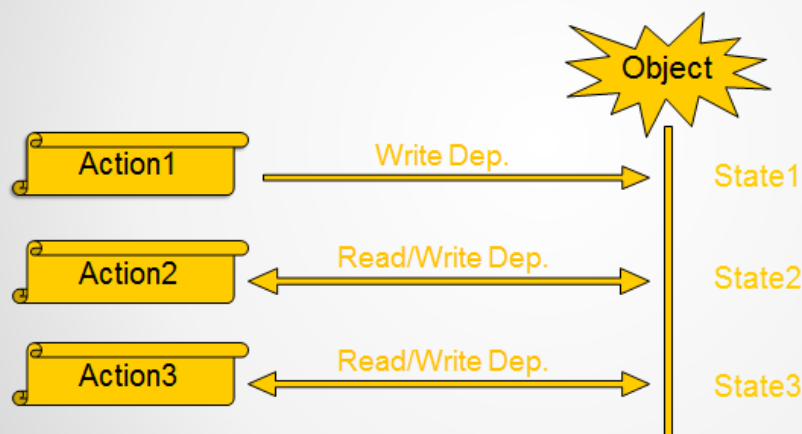 Object
Action1
Write Dep.
State1
Action2
Read/Write Dep.
State2
Action3
Read/Write Dep.
State3